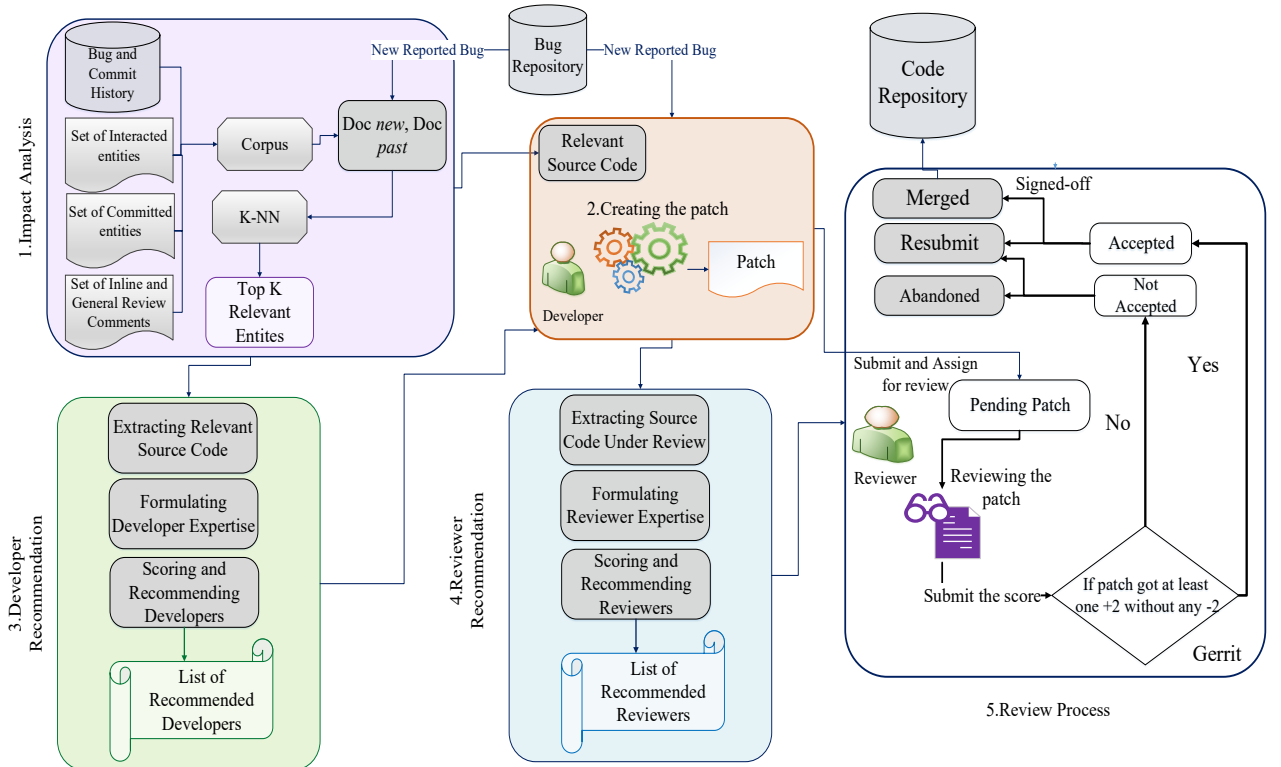 1.Impact Analysis
Bug and
Commit
History
Set of Interacted
entities
Set of Committed
entities
Set of Inline and
General Review
Comments
Corpus
K-NN
Top K
Relevant
Entites
Doc new, Doc
past
New Reported Bug
Bug
Repository
New Reported Bug
Relevant
Source Code
2.Creating the patch
Developer
Patch
3.Developer
Recommendation
Extracting Relevant
Source Code
Formulating
Developer Expertise
Scoring and
Recommending
Developers
List of
Recommended
Developers
4.Reviewer
Recommendation
Extracting Source
Code Under Review
Formulating
Reviewer Expertise
Scoring and
Recommending
Reviewers
List of
Recommended
Reviewers
Code
Repository
Merged
Signed-off
Resubmit
Accepted
Abandoned
Not
Accepted
Yes
No
Submit and Assign
for review
Pending Patch
Reviewer
Reviewing the
patch
Submit the score
If patch got at least
one +2 without any -2
Gerrit
5.Review Process